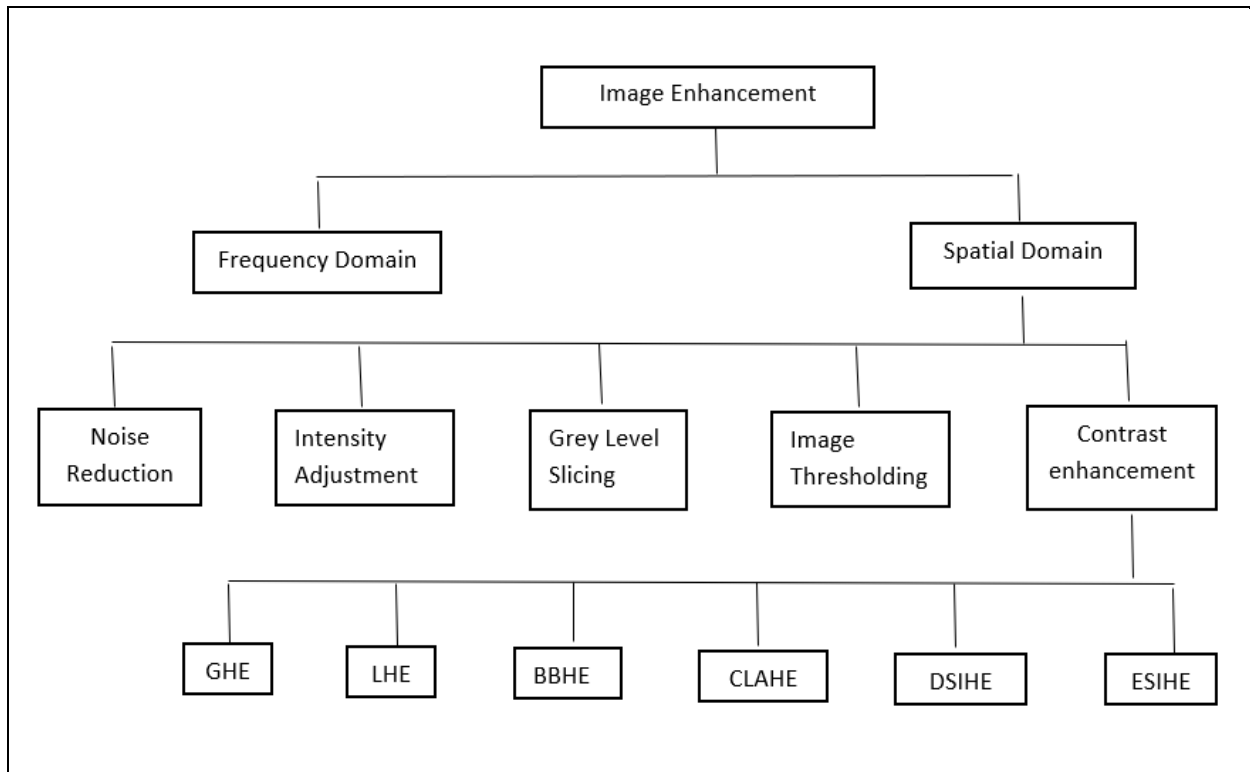 Image Enhancement
Frequency Domain
Spatial Domain
Noise
Reduction
Intensity
Adjustment
Grey Level
Slicing
Image
Thresholding
Contrast
enhancement
GHE
LHE
BBHE
CLAHE
DSIHE
ESIHE